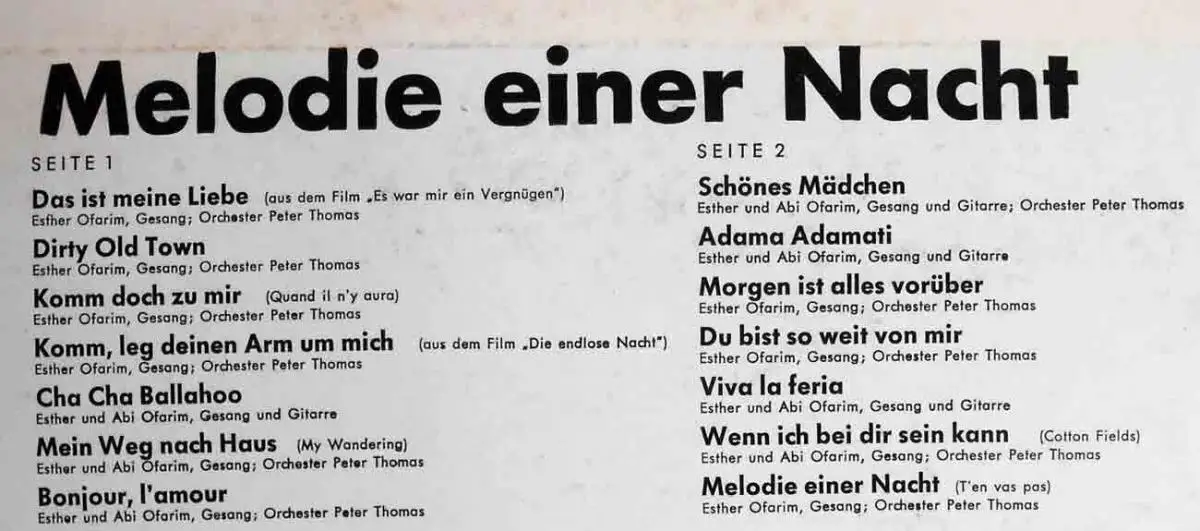 Melodie einer Nacht
SEITE 1
Das ist meine Liebe (aus dem Film „Es war mir ein Vergnügen")
Esther Ofarim, Gesang; Orchester Peter Thomas
Dirty Old Town
Esther Ofarim, Gesang; Orchester Peter Thomas
Komm doch zu mir (Quand il n'y aura)
Esther Ofarim, Gesang; Orchester Peter Thomas
Komm, leg deinen Arm um mich (aus dem Film „Die endlose Nacht")
Esther Ofarim, Gesang; Orchester Peter Thomas
Cha Cha Ballahoo
Esther und Abi Ofarim, Gesang und Gitarre
Mein Weg nach Haus (My Wandering)
Esther und Abi Ofarim, Gesang; Orchester Peter Thomas
Bonjour, l'amour
Esther und Abi Ofarim, Gesang; Orchester Peter Thomas
SEITE 2
Schönes Mädchen
Esther und Abi Ofarim, Gesang und Gitarre; Orchester Peter Thomas
Adama Adamati
Esther und Abi Ofarim, Gesang und Gitarre
Morgen ist alles vorüber
Esther Ofarim, Gesang; Orchester Peter Thomas
Du bist so weit von mir
Esther Ofarim, Gesang; Orchester Peter Thomas
Viva la feria
Esther und Abi Ofarim, Gesang und Gitarre
Wenn ich bei dir sein kann (Cotton Fields)
Esther und Abi Ofarim, Gesang; Orchester Peter Thomas
Melodie einer Nacht (T'en vas pas)
Esther Ofarim, Gesang; Orchester Peter Thomas